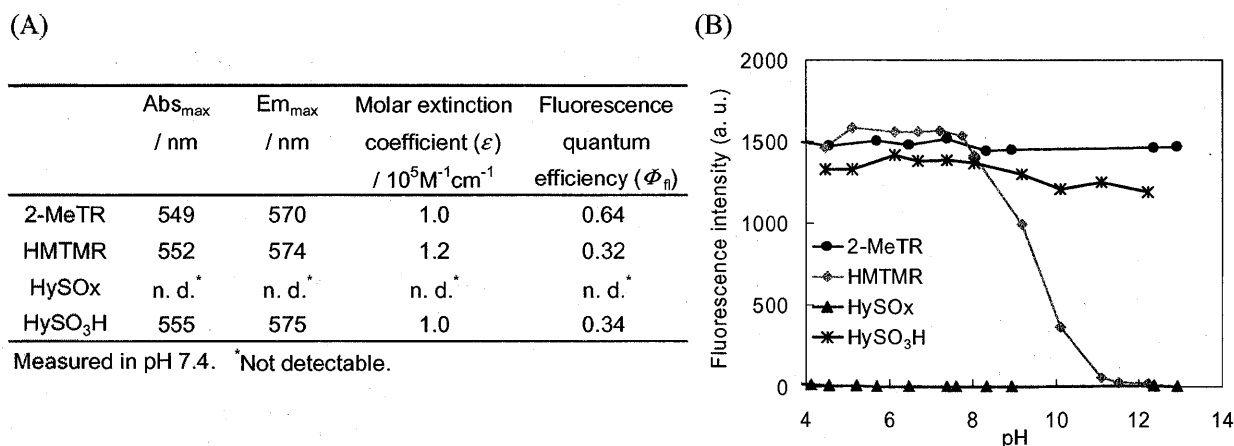 (A)
Abs_max / nm Em_max / nm Molar extinction coefficient (ε) / 10⁵M⁻¹cm⁻¹ Fluorescence quantum efficiency (Φ_fl)
2-MeTR 549 570 1.0 0.64
HMTMR 552 574 1.2 0.32
HySOx n. d.* n. d.* n. d.* n. d.*
HySO₃H 555 575 1.0 0.34
Measured in pH 7.4. *Not detectable.
(B)
Fluorescence intensity (a. u.)
2000
1500
1000
500
0
2-MeTR
HMTMR
HySOx
HySO₃H
4 6 8 10 12 14
pH